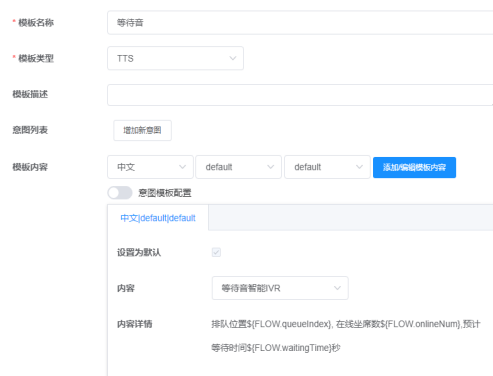 * 模板名称 等待音
* 模板类型 TTS
模板描述
意图列表 增加新意图
模板内容 中文 default default 添加/编辑模板内容
意图模板配置
中文|default|default
设置为默认
内容 等待音智能IVR
内容详情 排队位置${FLOW.queueIndex}, 在线坐席数${FLOW.onlineNum},预计
等待时间${FLOW.waitingTime}秒